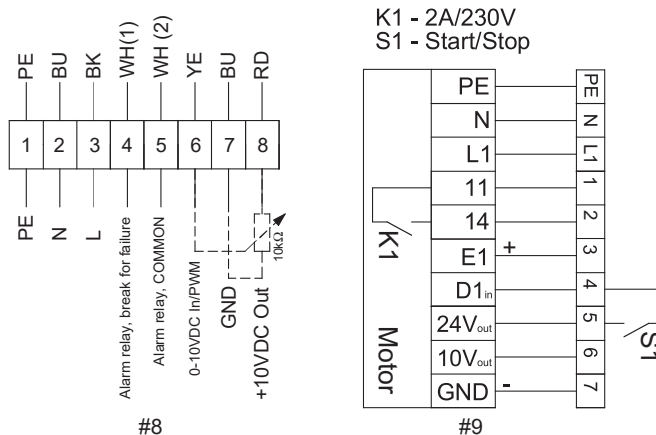 K1 - 2A/230V
S1 - Start/Stop
PE
BU
BK
WH(1)
WH (2)
YE
BU
RD
1 2 3 4 5 6 7 8
PE
N
L
Alarm relay, break for failure
Alarm relay, COMMON
0-10VDC In/PWM
GND
+10VDC Out
10kΩ
#8
PE PE
N N
L1 L1
11 1
14 2
E1 + 3
D1in 4
24Vout 5
10Vout 6
GND - 7
K1
Motor
S1
#9